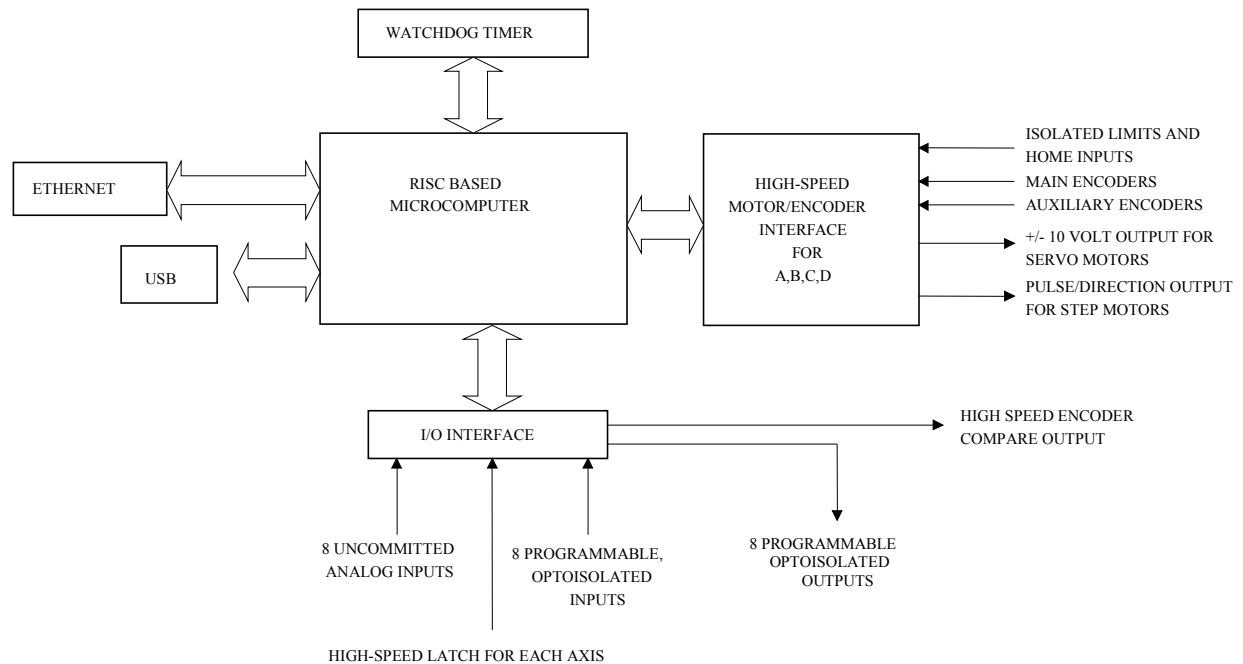 WATCHDOG TIMER
ETHERNET
USB
RISC BASED
MICROCOMPUTER
HIGH-SPEED
MOTOR/ENCODER
INTERFACE
FOR
A,B,C,D
ISOLATED LIMITS AND
HOME INPUTS
MAIN ENCODERS
AUXILIARY ENCODERS
+/- 10 VOLT OUTPUT FOR
SERVO MOTORS
PULSE/DIRECTION OUTPUT
FOR STEP MOTORS
I/O INTERFACE
HIGH SPEED ENCODER
COMPARE OUTPUT
8 UNCOMMITTED
ANALOG INPUTS
8 PROGRAMMABLE,
OPTOISOLATED
INPUTS
8 PROGRAMMABLE
OPTOISOLATED
OUTPUTS
HIGH-SPEED LATCH FOR EACH AXIS